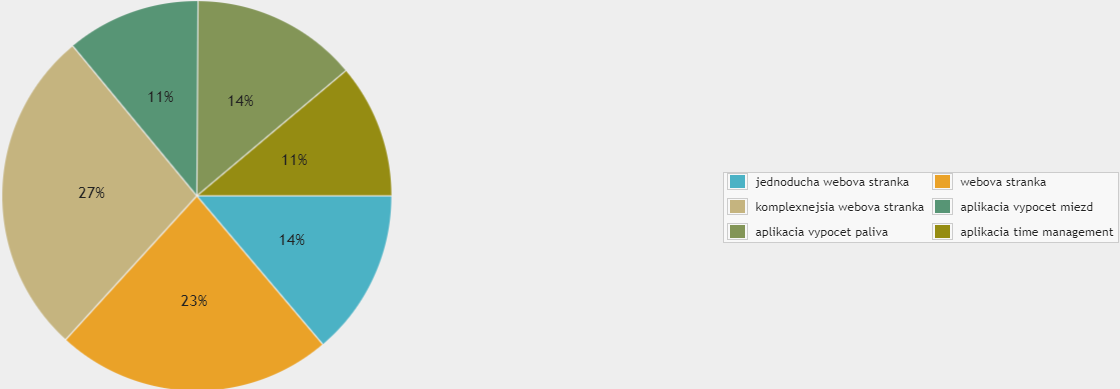 11%
14%
11%
27%
14%
23%
jednoducha webova stranka
webova stranka
komplexnejsia webova stranka
aplikacia vypocet miezd
aplikacia vypocet paliva
aplikacia time management